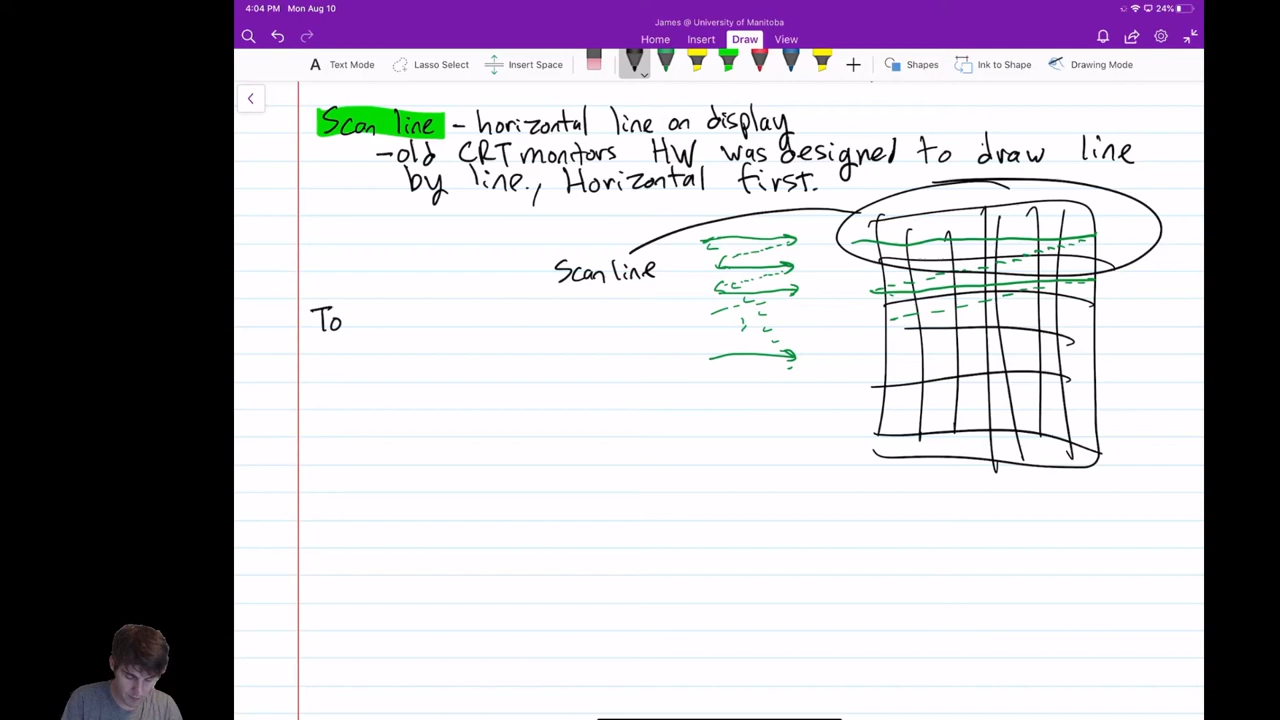 4:04 PM Mon Aug 10
24%
James @ University of Manitoba
Home Insert Draw View
A Text Mode Lasso Select Insert Space Shapes Ink to Shape Drawing Mode
Scan line - horizontal line on display
- old CRT monitors HW was designed to draw line
by line, Horizontal first.
Scan line
To